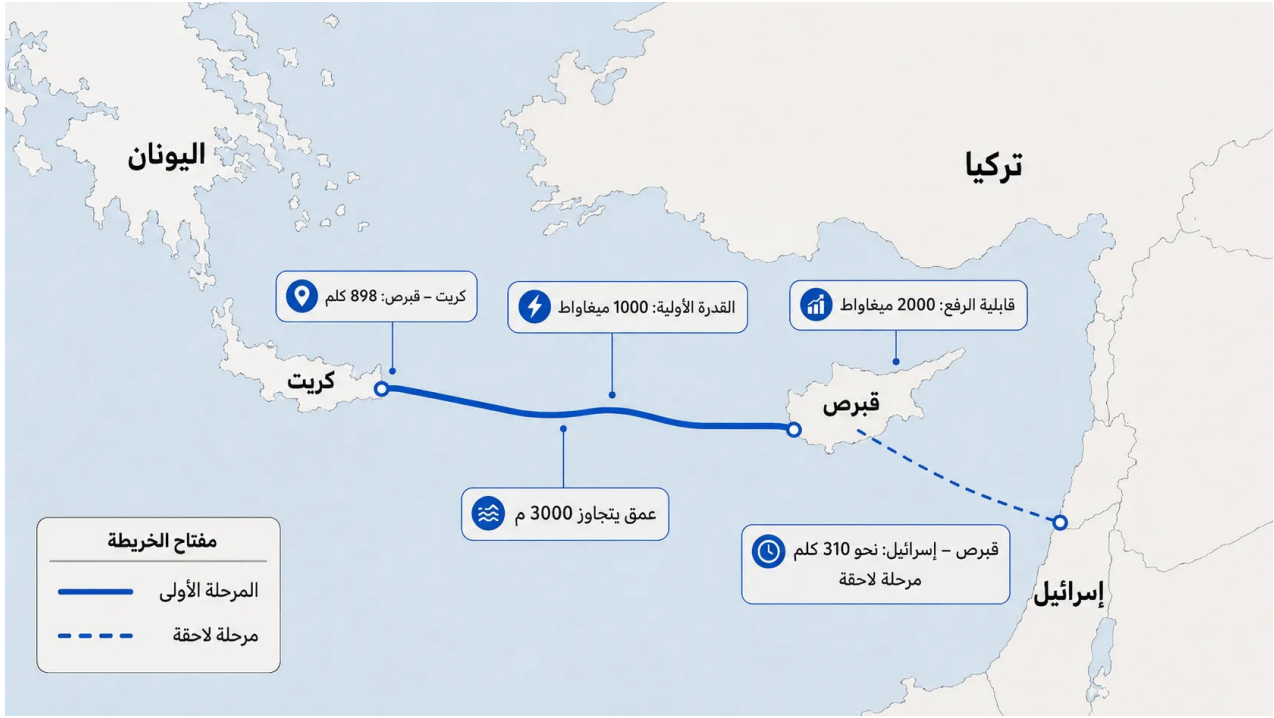 اليونان
تركيا
كريت – قبرص: 898 كلم
القدرة الأولية: 1000 ميغاواط
قابلية الرفع: 2000 ميغاواط
كريت
قبرص
عمق يتجاوز 3000 م
قبرص – إسرائيل: نحو 310 كلم
مرحلة لاحقة
إسرائيل
مفتاح الخريطة
المرحلة الأولى
مرحلة لاحقة